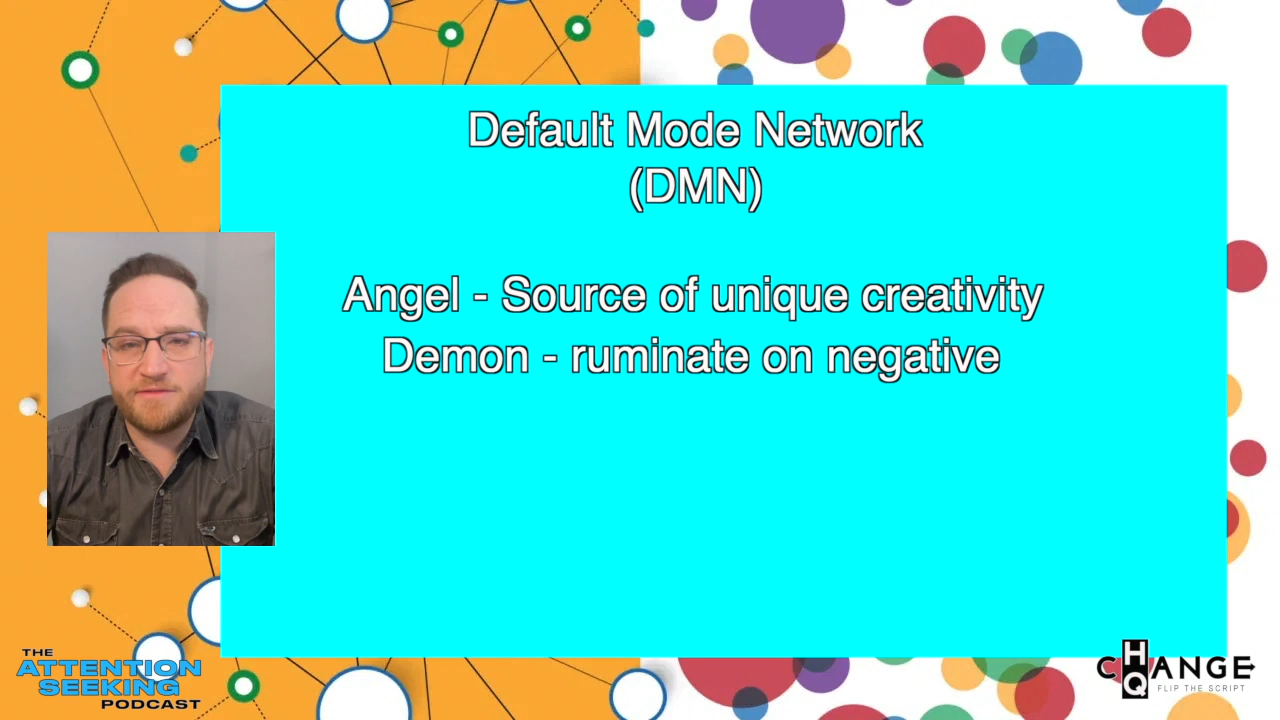 Default Mode Network
(DMN)
Angel - Source of unique creativity
Demon - ruminate on negative
THE
ATTENTION
SEEKING
PODCAST
CHANGE
HQ
FLIP THE SCRIPT